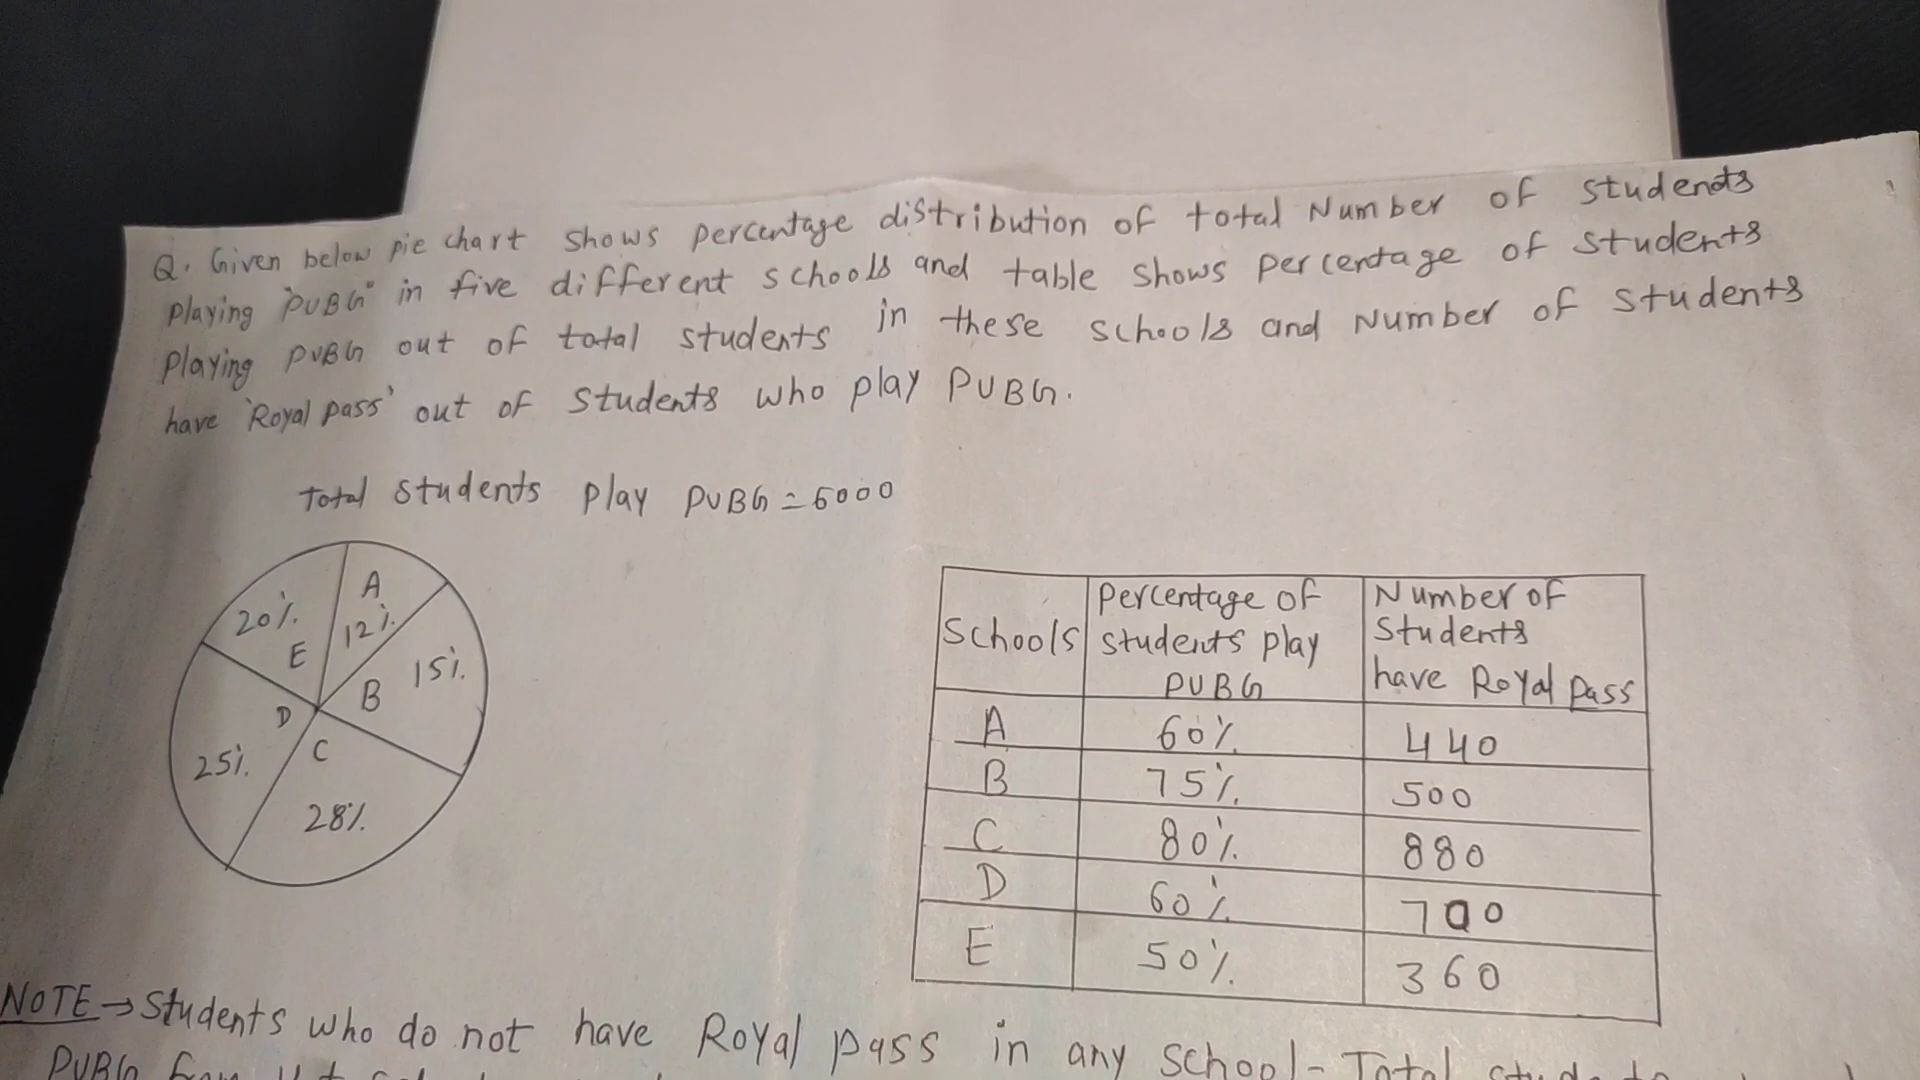 Q. Given below pie chart shows percentage distribution of total Number of students
playing "PUBG" in five different schools and table shows percentage of students
playing PUBG out of total students in these schools and Number of students
have 'Royal pass' out of students who play PUBG.
Total students play PUBG = 6000
A
12%
20%
E
15%
B
D
25%
C
28%
Schools | Percentage of students play PUBG | Number of students have Royal pass
A 60% 440
B 75% 500
C 80% 880
D 60% 700
E 50% 360
NOTE → Students who do not have Royal pass in any school - Total
PUBG from